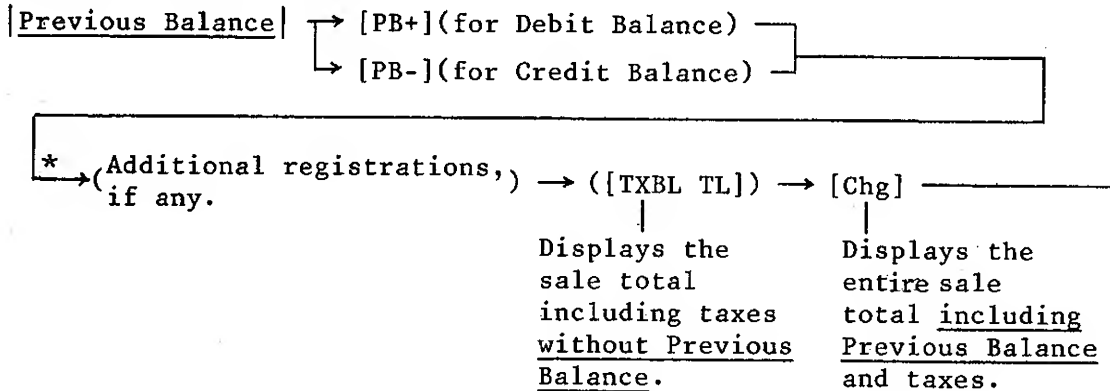 |Previous Balance| → [PB+](for Debit Balance)
→ [PB-](for Credit Balance)
* →(Additional registrations,) → ([TXBL TL]) → [Chg]
if any.
Displays the
sale total
including taxes
without Previous
Balance.
Displays the
entire sale
total including
Previous Balance
and taxes.